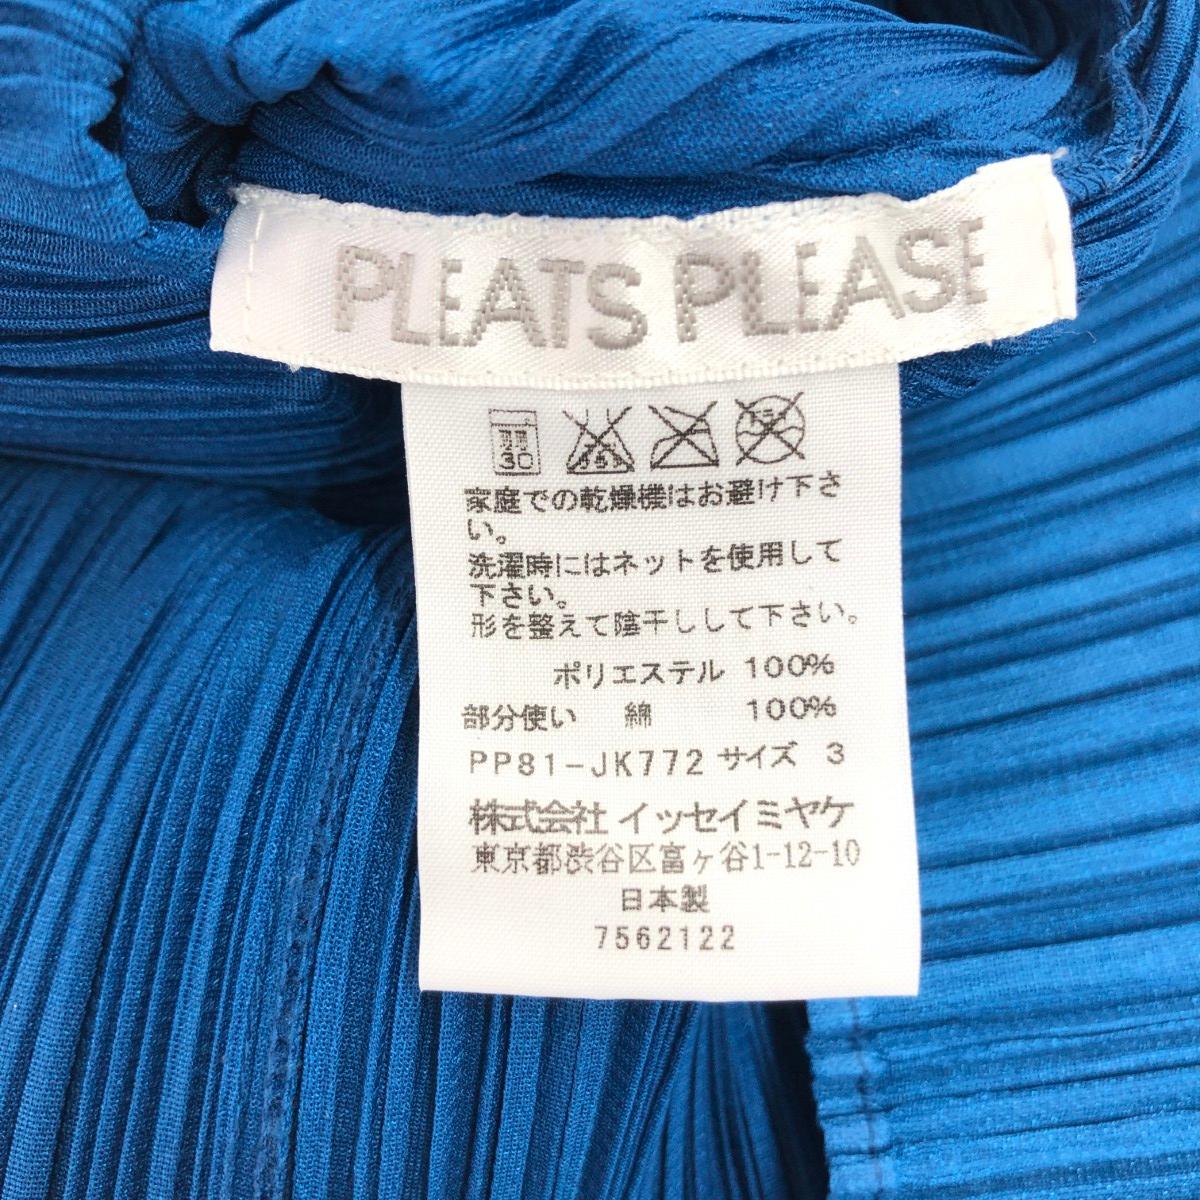 PLEATS PLEASE
30
家庭での乾燥機はお避け下さ
い。
洗濯時にはネットを使用して
下さい。
形を整えて陰干しして下さい。
ポリエステル 100%
部分使い 綿 100%
PP81-JK772 サイズ 3
株式会社 イッセイミヤケ
東京都渋谷区富ヶ谷1-12-10
日本製
7562122